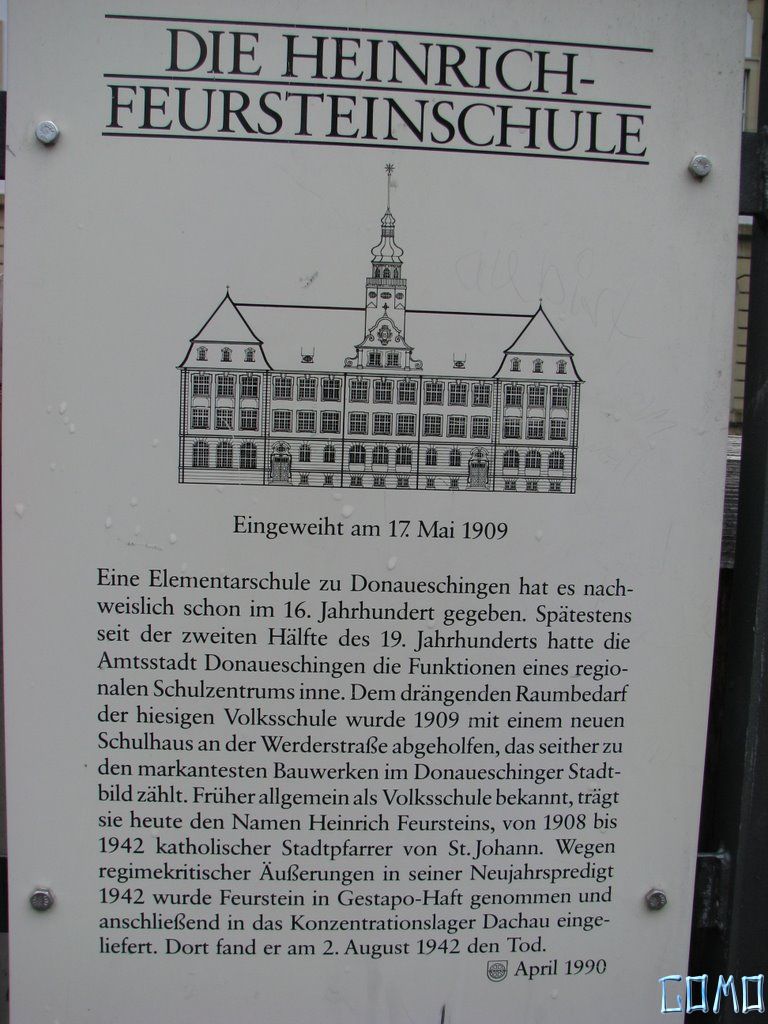 DIE HEINRICH-
FEURSTEINSCHULE
Eingeweiht am 17. Mai 1909
Eine Elementarschule zu Donaueschingen hat es nach-
weislich schon im 16. Jahrhundert gegeben. Spätestens
seit der zweiten Hälfte des 19. Jahrhunderts hatte die
Amtsstadt Donaueschingen die Funktionen eines regio-
nalen Schulzentrums inne. Dem drängenden Raumbedarf
der hiesigen Volksschule wurde 1909 mit einem neuen
Schulhaus an der Werderstraße abgeholfen, das seither zu
den markantesten Bauwerken im Donaueschinger Stadt-
bild zählt. Früher allgemein als Volksschule bekannt, trägt
sie heute den Namen Heinrich Feursteins, von 1908 bis
1942 katholischer Stadtpfarrer von St. Johann. Wegen
regimekritischer Äußerungen in seiner Neujahrspredigt
1942 wurde Feurstein in Gestapo-Haft genommen und
anschließend in das Konzentrationslager Dachau einge-
liefert. Dort fand er am 2. August 1942 den Tod.
April 1990
COMO